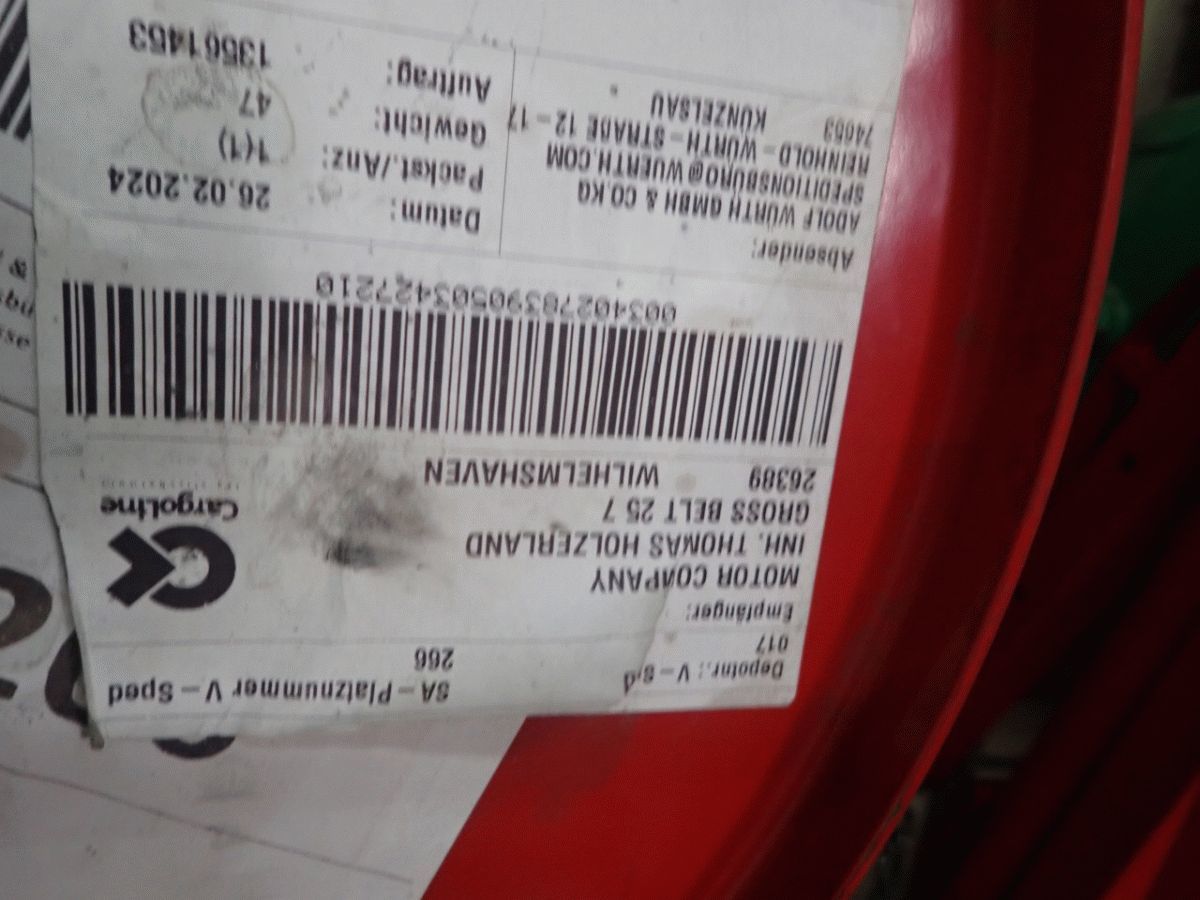 Depotnr.: V-Sd
017
SA-Platznummer V-Sped
266
Empfänger:
MOTOR COMPANY
INH. THOMAS HOLZERLAND
GROSS BELT 25 7
26389 WILHELMSHAVEN
CargoLine
00340278390503427210
Absender:
ADOLF WÜRTH GMBH & CO.KG
SPEDITIONSBÜRO@WUERTH.COM
REINHOLD-WÜRTH-STRAßE 12-17
74653 KÜNZELSAU
Datum: 26.02.2024
Packst./Anz: 1(1)
Gewicht: 47
Auftrag: 13561453